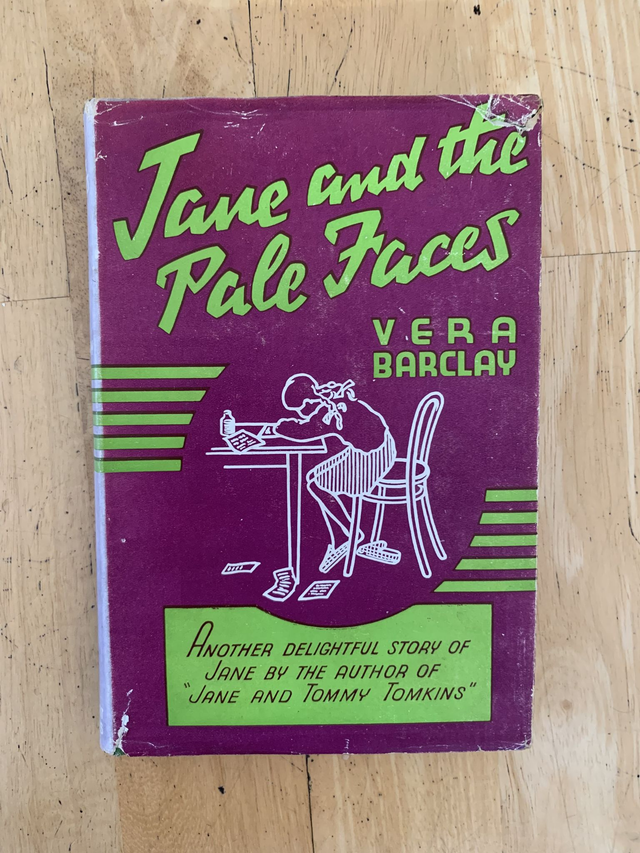 Jane and the
Pale Faces
VERA
BARCLAY
ANOTHER DELIGHTFUL STORY OF
JANE BY THE AUTHOR OF
"JANE AND TOMMY TOMKINS"